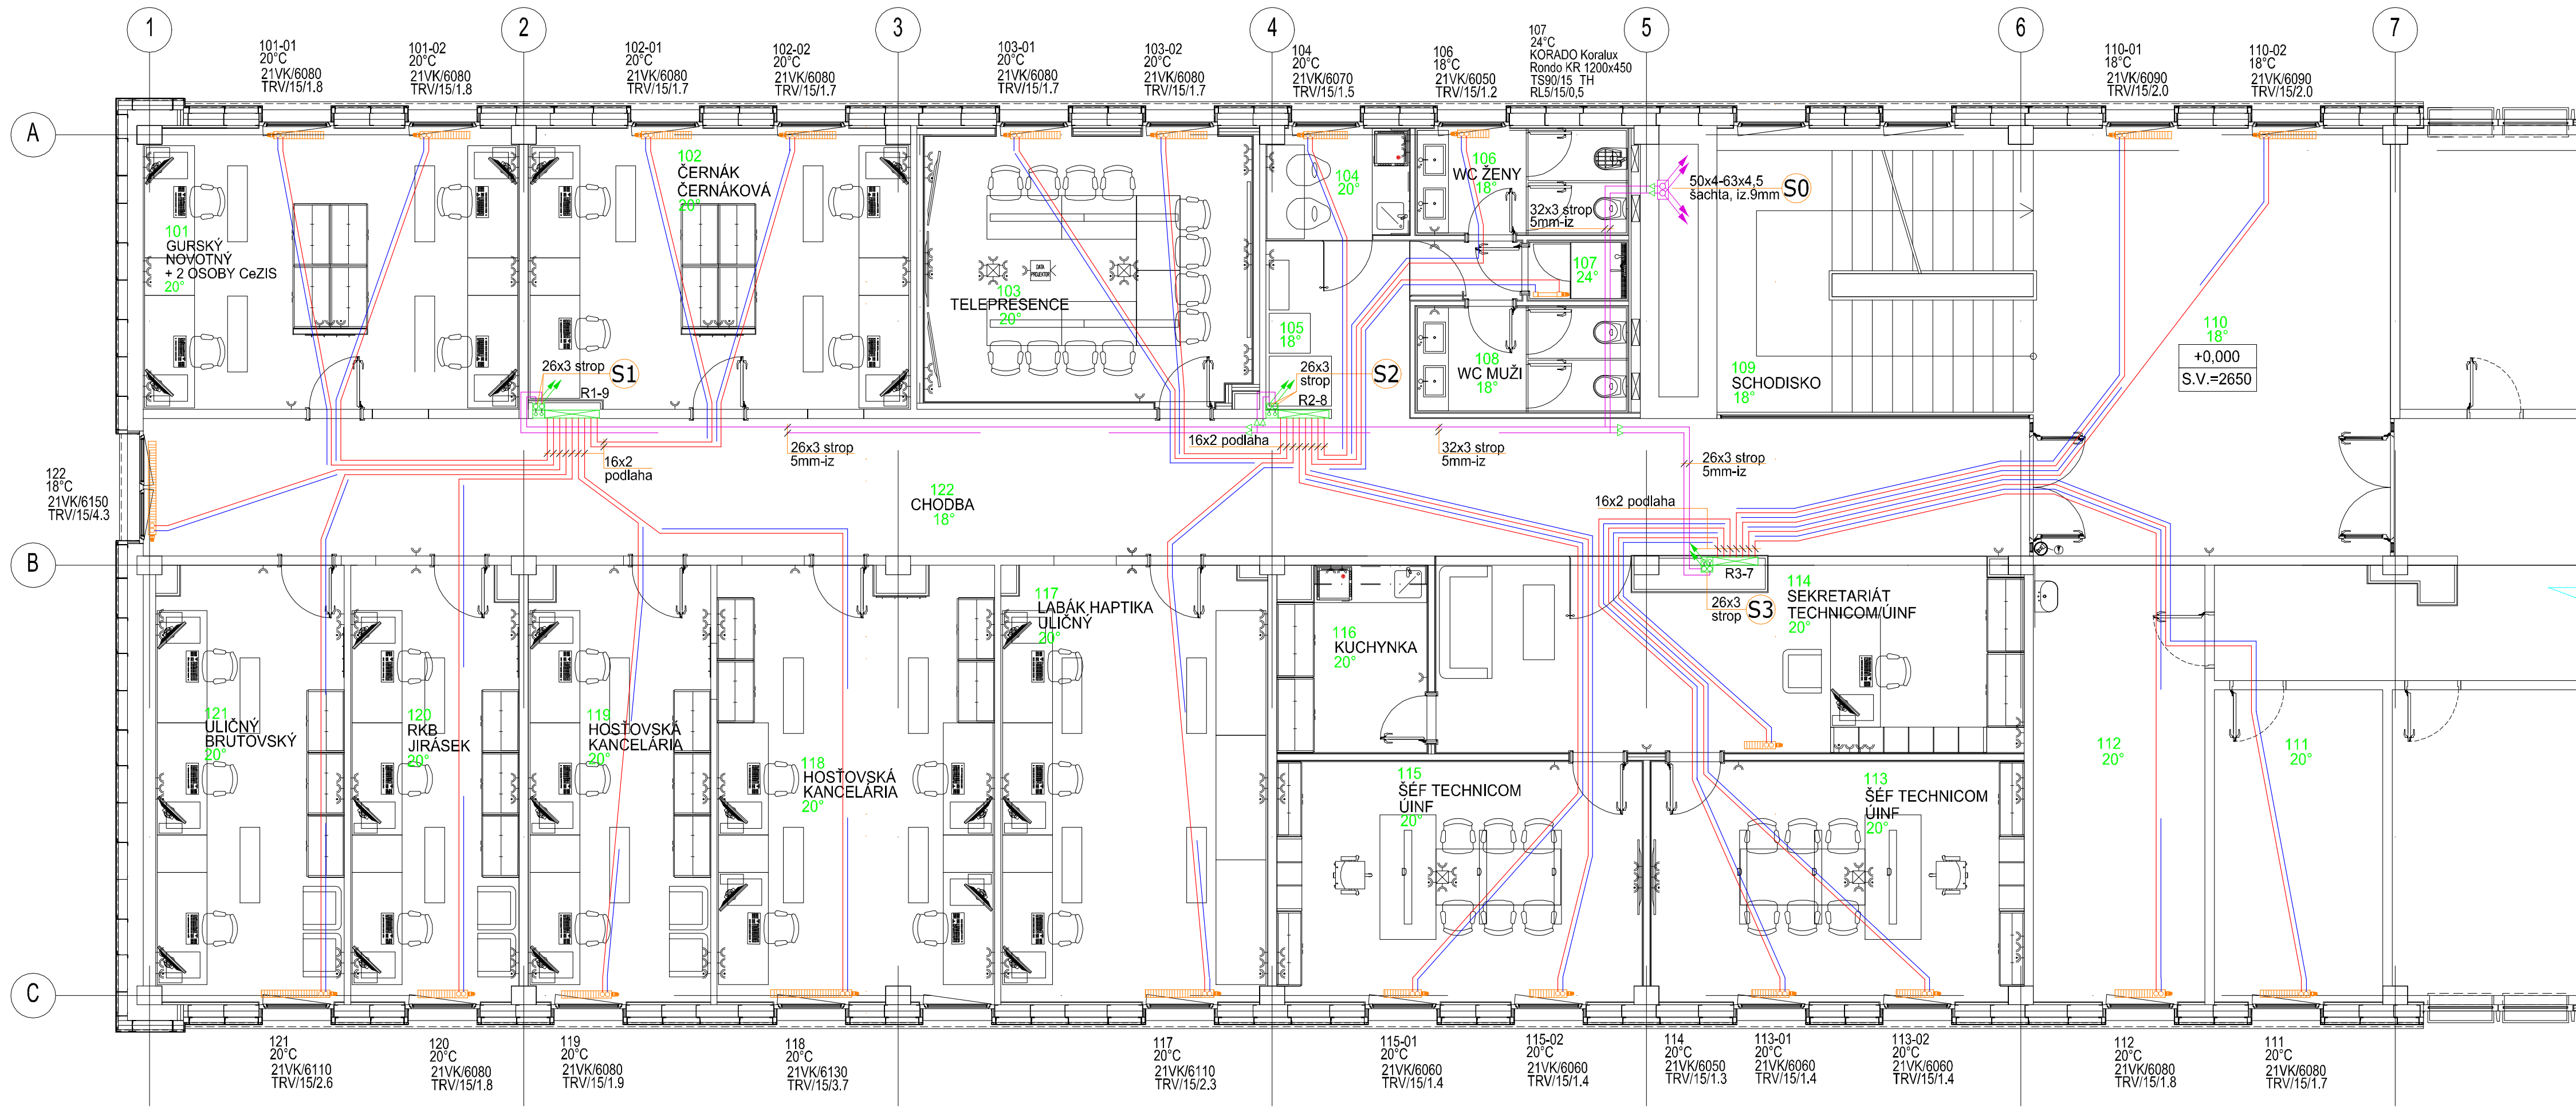 1
2
3
4
5
6
7
A
B
C
101-01
20°C
21VK/6080
TRV/15/1.8
101-02
20°C
21VK/6080
TRV/15/1.8
102-01
20°C
21VK/6080
TRV/15/1.7
102-02
20°C
21VK/6080
TRV/15/1.7
103-01
20°C
21VK/6080
TRV/15/1.7
103-02
20°C
21VK/6080
TRV/15/1.7
104
20°C
21VK/6070
TRV/15/1.5
106
18°C
21VK/6050
TRV/15/1.2
107
24°C
KORADO Koralux
Rondo KR 1200x450
TS90/15 TH
RL5/15/0,5
110-01
18°C
21VK/6090
TRV/15/2.0
110-02
18°C
21VK/6090
TRV/15/2.0
101
GURSKÝ
NOVOTNÝ
+ 2 OSOBY CeZIS
20°
102
ČERNÁK
ČERNÁKOVÁ
20°
DATA
PROJEKTOR
103
TELEPRESENCE
20°
104
20°
105
18°
106
WC ŽENY
18°
107
24°
108
WC MUŽI
18°
32x3 strop
5mm-iz
50x4-63x4,5
šachta, iz.9mm
S0
109
SCHODISKO
18°
110
18°
+0,000
S.V.=2650
26x3 strop
S1
R1-9
26x3
strop
S2
R2-8
16x2
podlaha
26x3 strop
5mm-iz
16x2 podlaha
32x3 strop
5mm-iz
26x3 strop
5mm-iz
16x2 podlaha
122
18°C
21VK/6150
TRV/15/4.3
122
CHODBA
18°
R3-7
26x3
strop
S3
114
SEKRETARIÁT
TECHNICOM/ÚINF
20°
117
LABÁK HAPTIKA
ULIČNÝ
20°
116
KUCHYNKA
20°
121
ULIČNÝ
BRUTOVSKÝ
20°
120
RKB
JIRÁSEK
20°
119
HOSŤOVSKÁ
KANCELÁRIA
20°
118
HOSŤOVSKÁ
KANCELÁRIA
20°
115
ŠÉF TECHNICOM
ÚINF
20°
113
ŠÉF TECHNICOM
ÚINF
20°
112
20°
111
20°
121
20°C
21VK/6110
TRV/15/2.6
120
20°C
21VK/6080
TRV/15/1.8
119
20°C
21VK/6080
TRV/15/1.9
118
20°C
21VK/6130
TRV/15/3.7
117
20°C
21VK/6110
TRV/15/2.3
115-01
20°C
21VK/6060
TRV/15/1.4
115-02
20°C
21VK/6060
TRV/15/1.4
114
20°C
21VK/6050
TRV/15/1.3
113-01
20°C
21VK/6060
TRV/15/1.4
113-02
20°C
21VK/6060
TRV/15/1.4
112
20°C
21VK/6080
TRV/15/1.8
111
20°C
21VK/6080
TRV/15/1.7